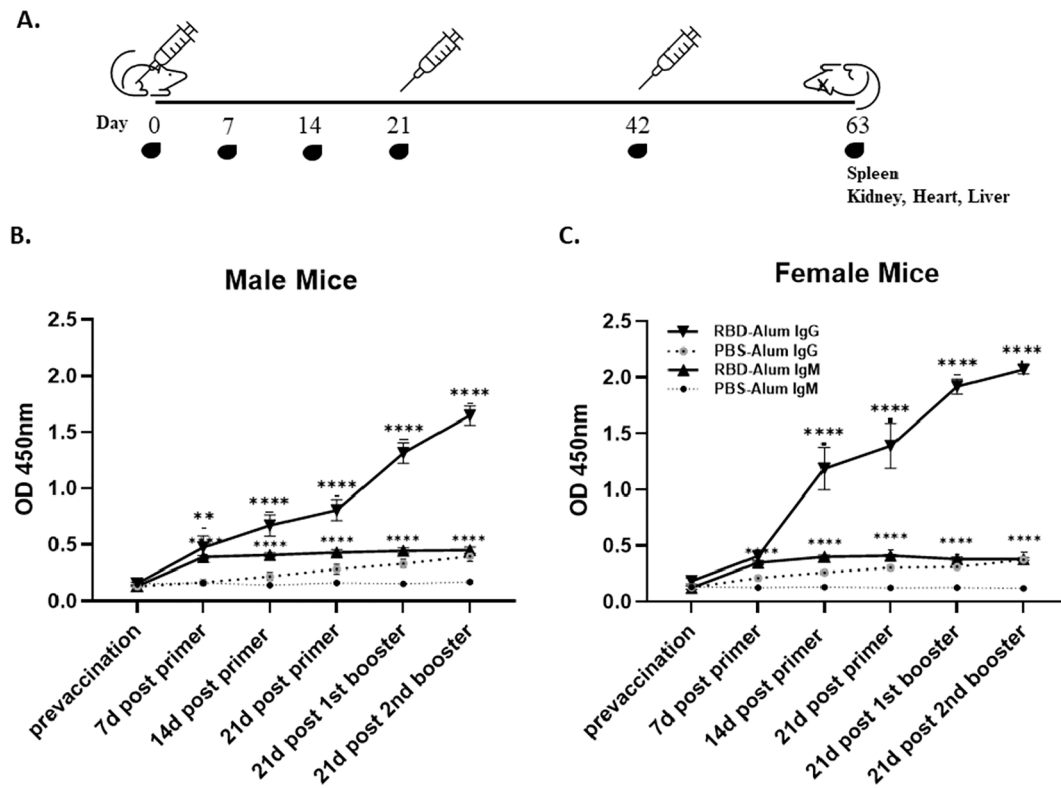 A.
Day 0 7 14 21 42 63
Spleen
Kidney, Heart, Liver
B.
Male Mice
OD 450nm
2.5
2.0
1.5
1.0
0.5
0.0
**
****
****
****
****
****
****
****
****
****
prevaccination
7d post primer
14d post primer
21d post primer
21d post 1st booster
21d post 2nd booster
C.
Female Mice
OD 450nm
2.5
2.0
1.5
1.0
0.5
0.0
RBD-Alum IgG
PBS-Alum IgG
RBD-Alum IgM
PBS-Alum IgM
****
****
****
****
****
****
****
****
****
prevaccination
7d post primer
14d post primer
21d post primer
21d post 1st booster
21d post 2nd booster